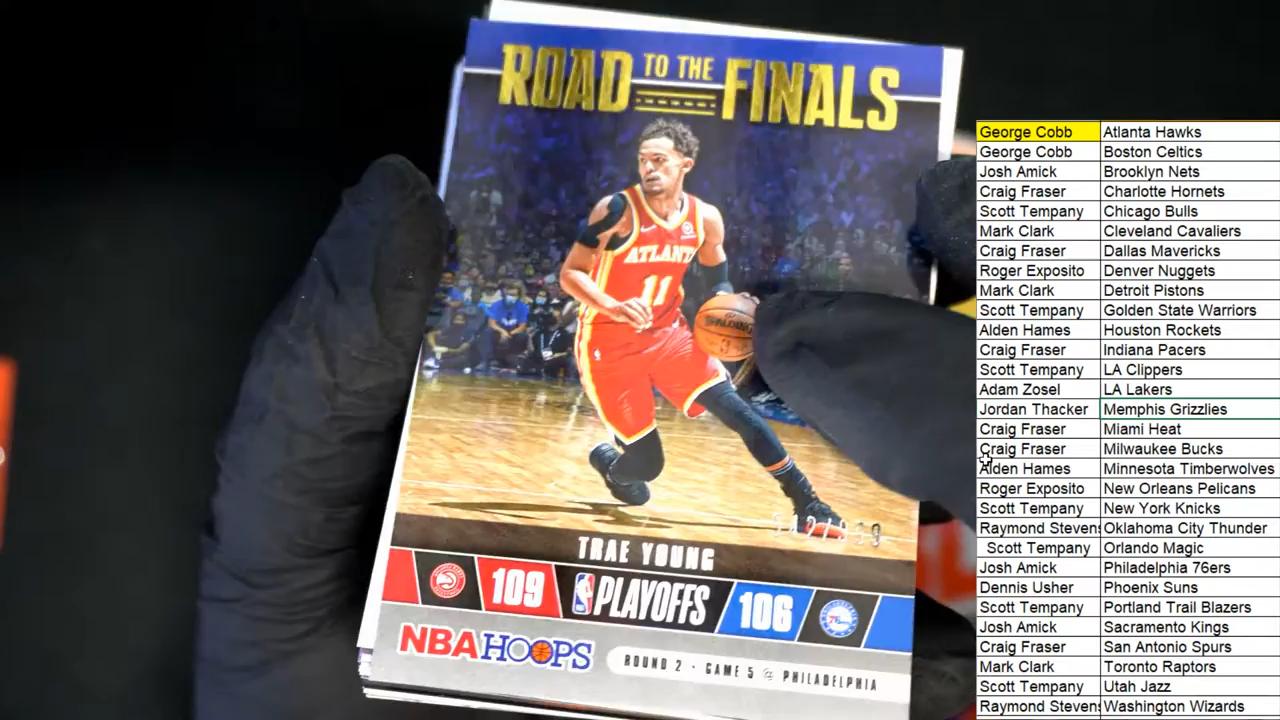 ROAD TO THE FINALS
ATLANTA
11
SPALDING
TRAE YOUNG
109 NBA PLAYOFFS 106
NBA HOOPS
ROUND 2 • GAME 5 @ PHILADELPHIA
George Cobb Atlanta Hawks
George Cobb Boston Celtics
Josh Amick Brooklyn Nets
Craig Fraser Charlotte Hornets
Scott Tempany Chicago Bulls
Mark Clark Cleveland Cavaliers
Craig Fraser Dallas Mavericks
Roger Exposito Denver Nuggets
Mark Clark Detroit Pistons
Scott Tempany Golden State Warriors
Alden Hames Houston Rockets
Craig Fraser Indiana Pacers
Scott Tempany LA Clippers
Adam Zosel LA Lakers
Jordan Thacker Memphis Grizzlies
Craig Fraser Miami Heat
Craig Fraser Milwaukee Bucks
Alden Hames Minnesota Timberwolves
Roger Exposito New Orleans Pelicans
Scott Tempany New York Knicks
Raymond Stevens Oklahoma City Thunder
Scott Tempany Orlando Magic
Josh Amick Philadelphia 76ers
Dennis Usher Phoenix Suns
Scott Tempany Portland Trail Blazers
Josh Amick Sacramento Kings
Craig Fraser San Antonio Spurs
Mark Clark Toronto Raptors
Scott Tempany Utah Jazz
Raymond Stevens Washington Wizards